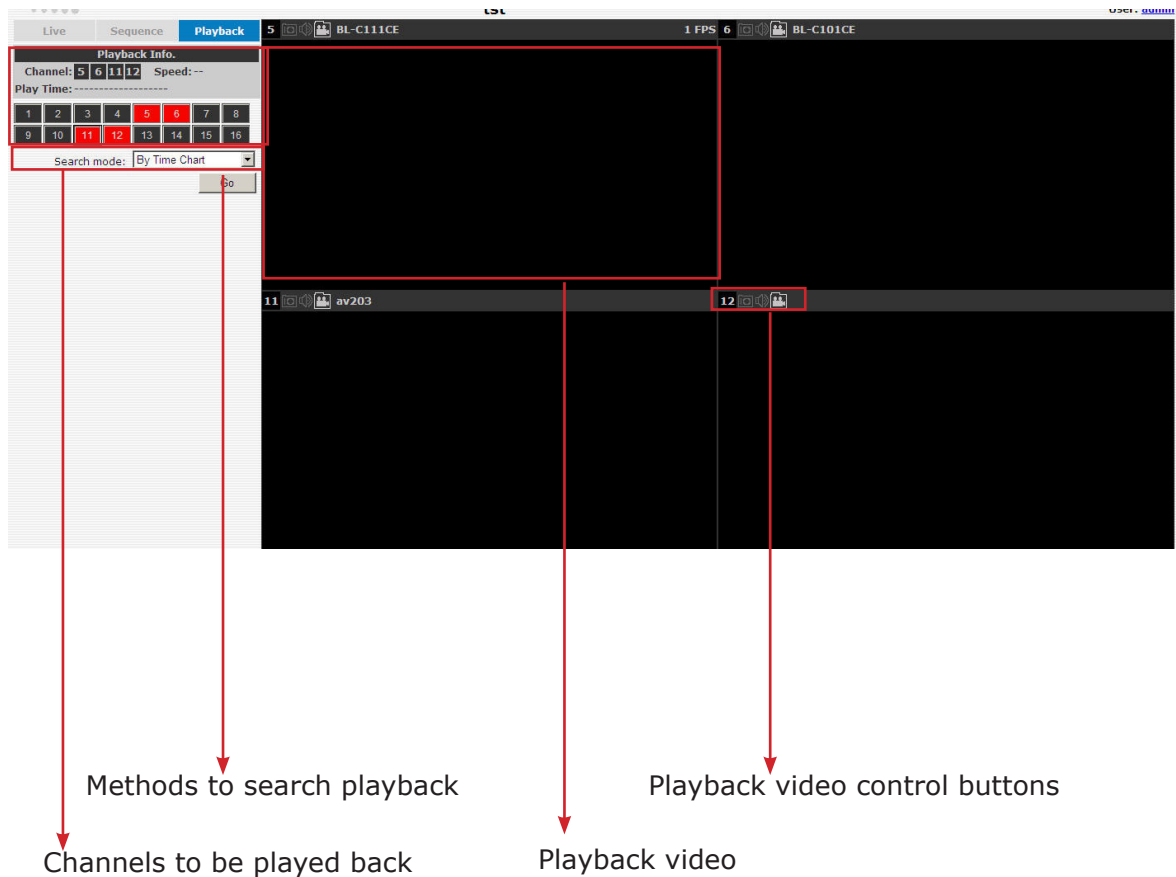 tst
User: admin
Live Sequence Playback
5 BL-C111CE 1 FPS
6 BL-C101CE
Playback Info.
Channel: 5 6 11 12 Speed: --
Play Time: -------------------
1 2 3 4 5 6 7 8
9 10 11 12 13 14 15 16
Search mode: By Time Chart
Go
11 av203
12
Methods to search playback
Playback video control buttons
Channels to be played back
Playback video